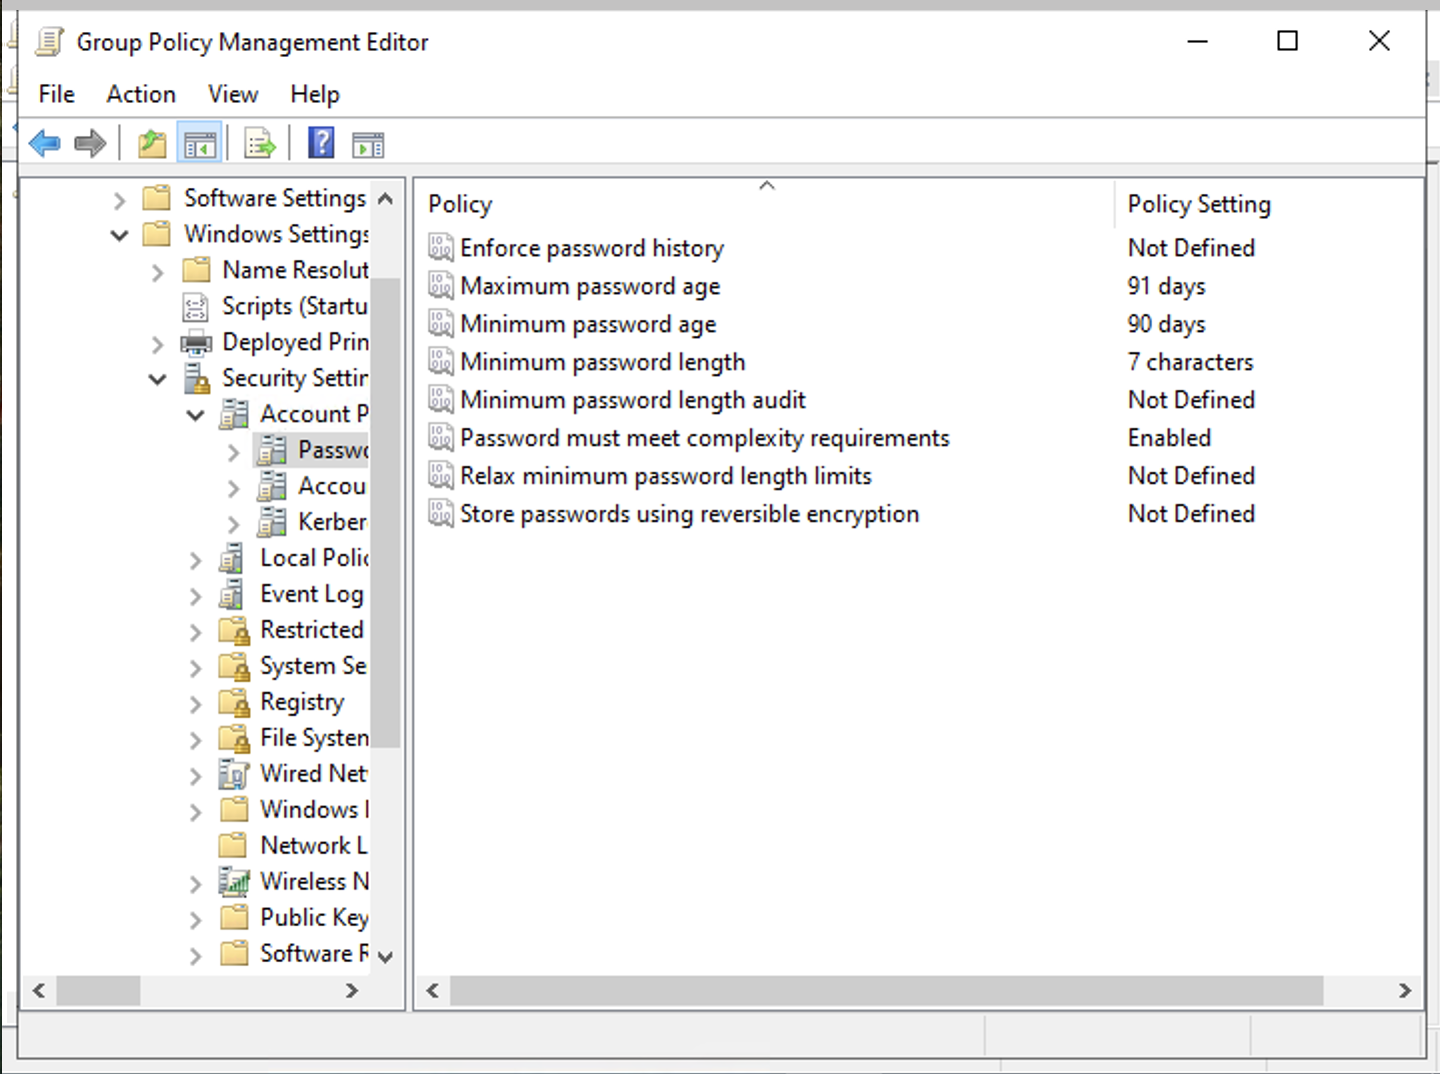 Group Policy Management Editor
File Action View Help
Software Settings
Windows Settings
Name Resolut
Scripts (Startu
Deployed Prin
Security Settin
Account P
Passwo
Accou
Kerber
Local Polic
Event Log
Restricted
System Se
Registry
File System
Wired Net
Windows
Network L
Wireless N
Public Key
Software R
Policy Policy Setting
Enforce password history Not Defined
Maximum password age 91 days
Minimum password age 90 days
Minimum password length 7 characters
Minimum password length audit Not Defined
Password must meet complexity requirements Enabled
Relax minimum password length limits Not Defined
Store passwords using reversible encryption Not Defined